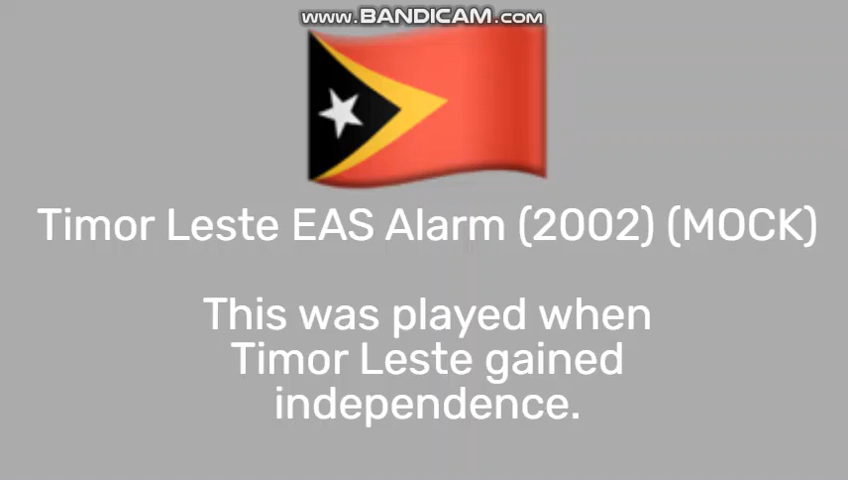 www.BANDICAM.com
Timor Leste EAS Alarm (2002) (MOCK)
This was played when
Timor Leste gained
independence.